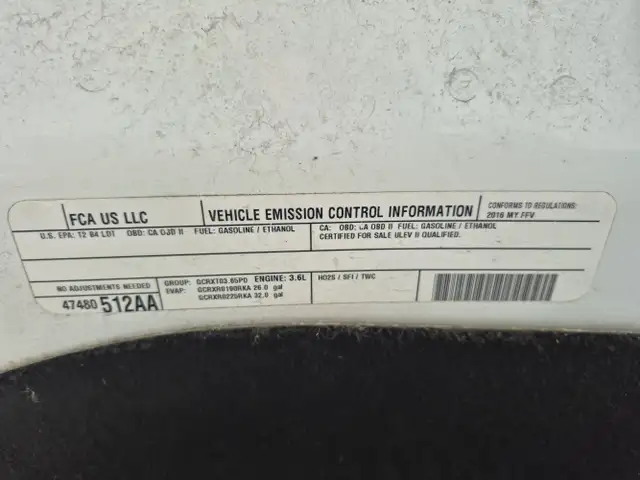 FCA US LLC
VEHICLE EMISSION CONTROL INFORMATION
CONFORMS TO REGULATIONS:
2016 MY FFV
U.S. EPA: T2 B4 LDT OBD: CA OBD II FUEL: GASOLINE / ETHANOL
CA: OBD: CA OBD II FUEL: GASOLINE / ETHANOL
CERTIFIED FOR SALE ULEV II QUALIFIED.
NO ADJUSTMENTS NEEDED
47480 512AA
GROUP: GCRXT03.65PD ENGINE: 3.6L
EVAP: GCRXR0190RKA 26.0 gal
GCRXR0225RKA 32.0 gal
HO2S / SFI / TWC